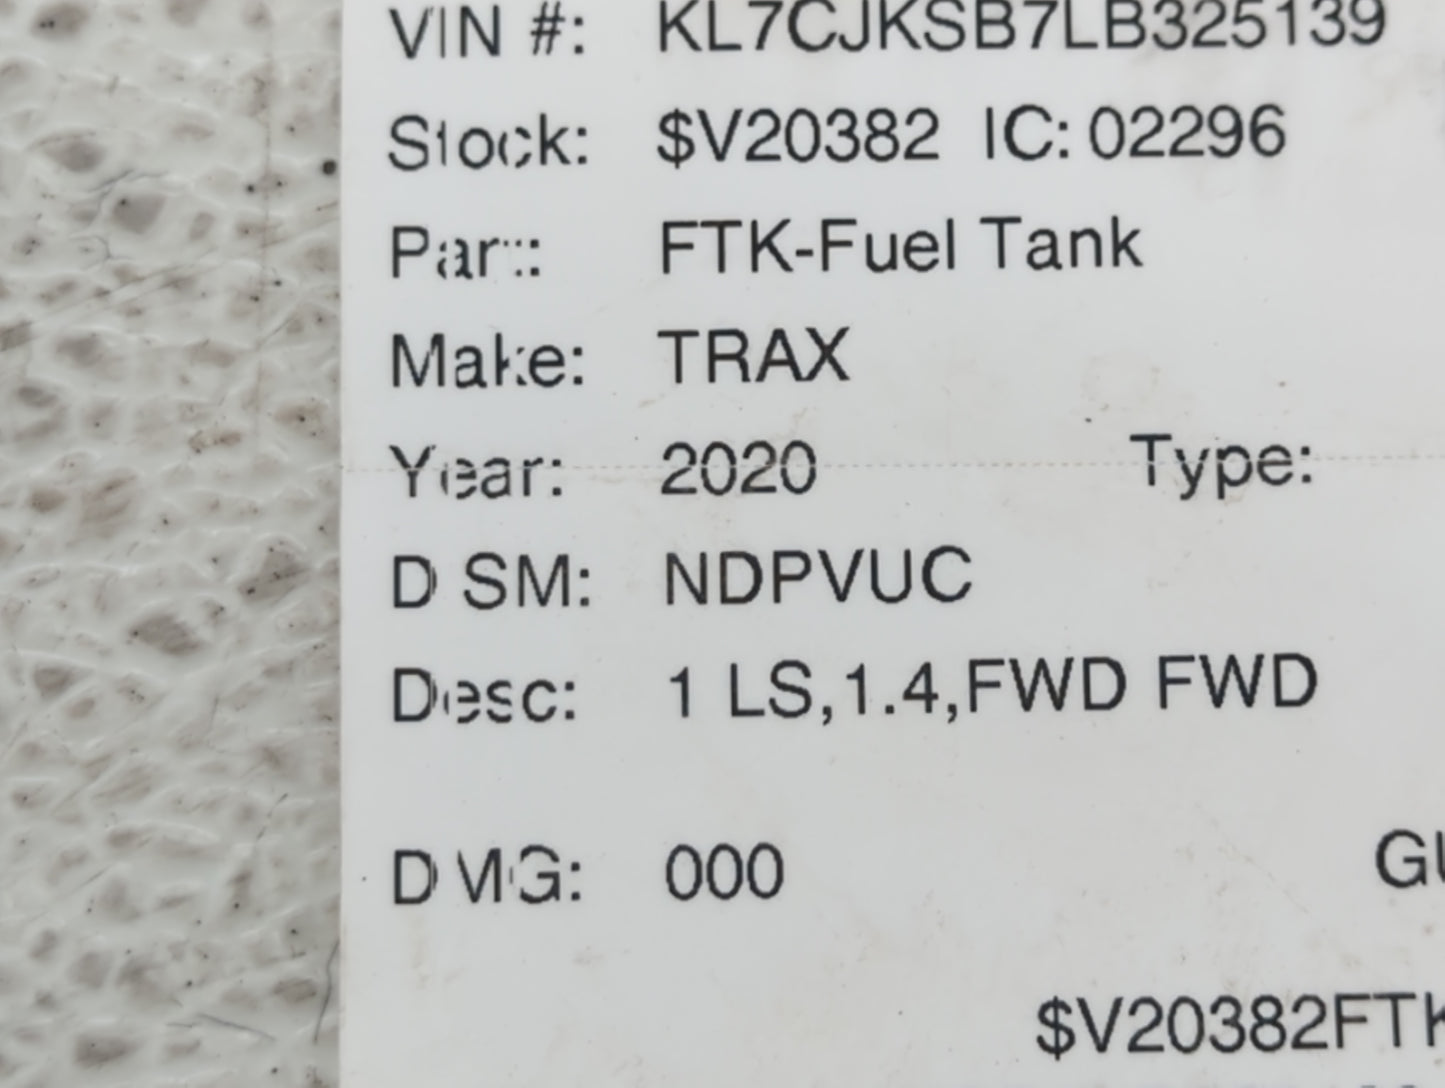 VIN #: KL7CJKSB7LB325139
Stock: $V20382 IC: 02296
Part: FTK-Fuel Tank
Make: TRAX
Year: 2020 Type:
DSM: NDPVUC
Desc: 1 LS,1.4,FWD FWD
DMG: 000
$V20382FTK